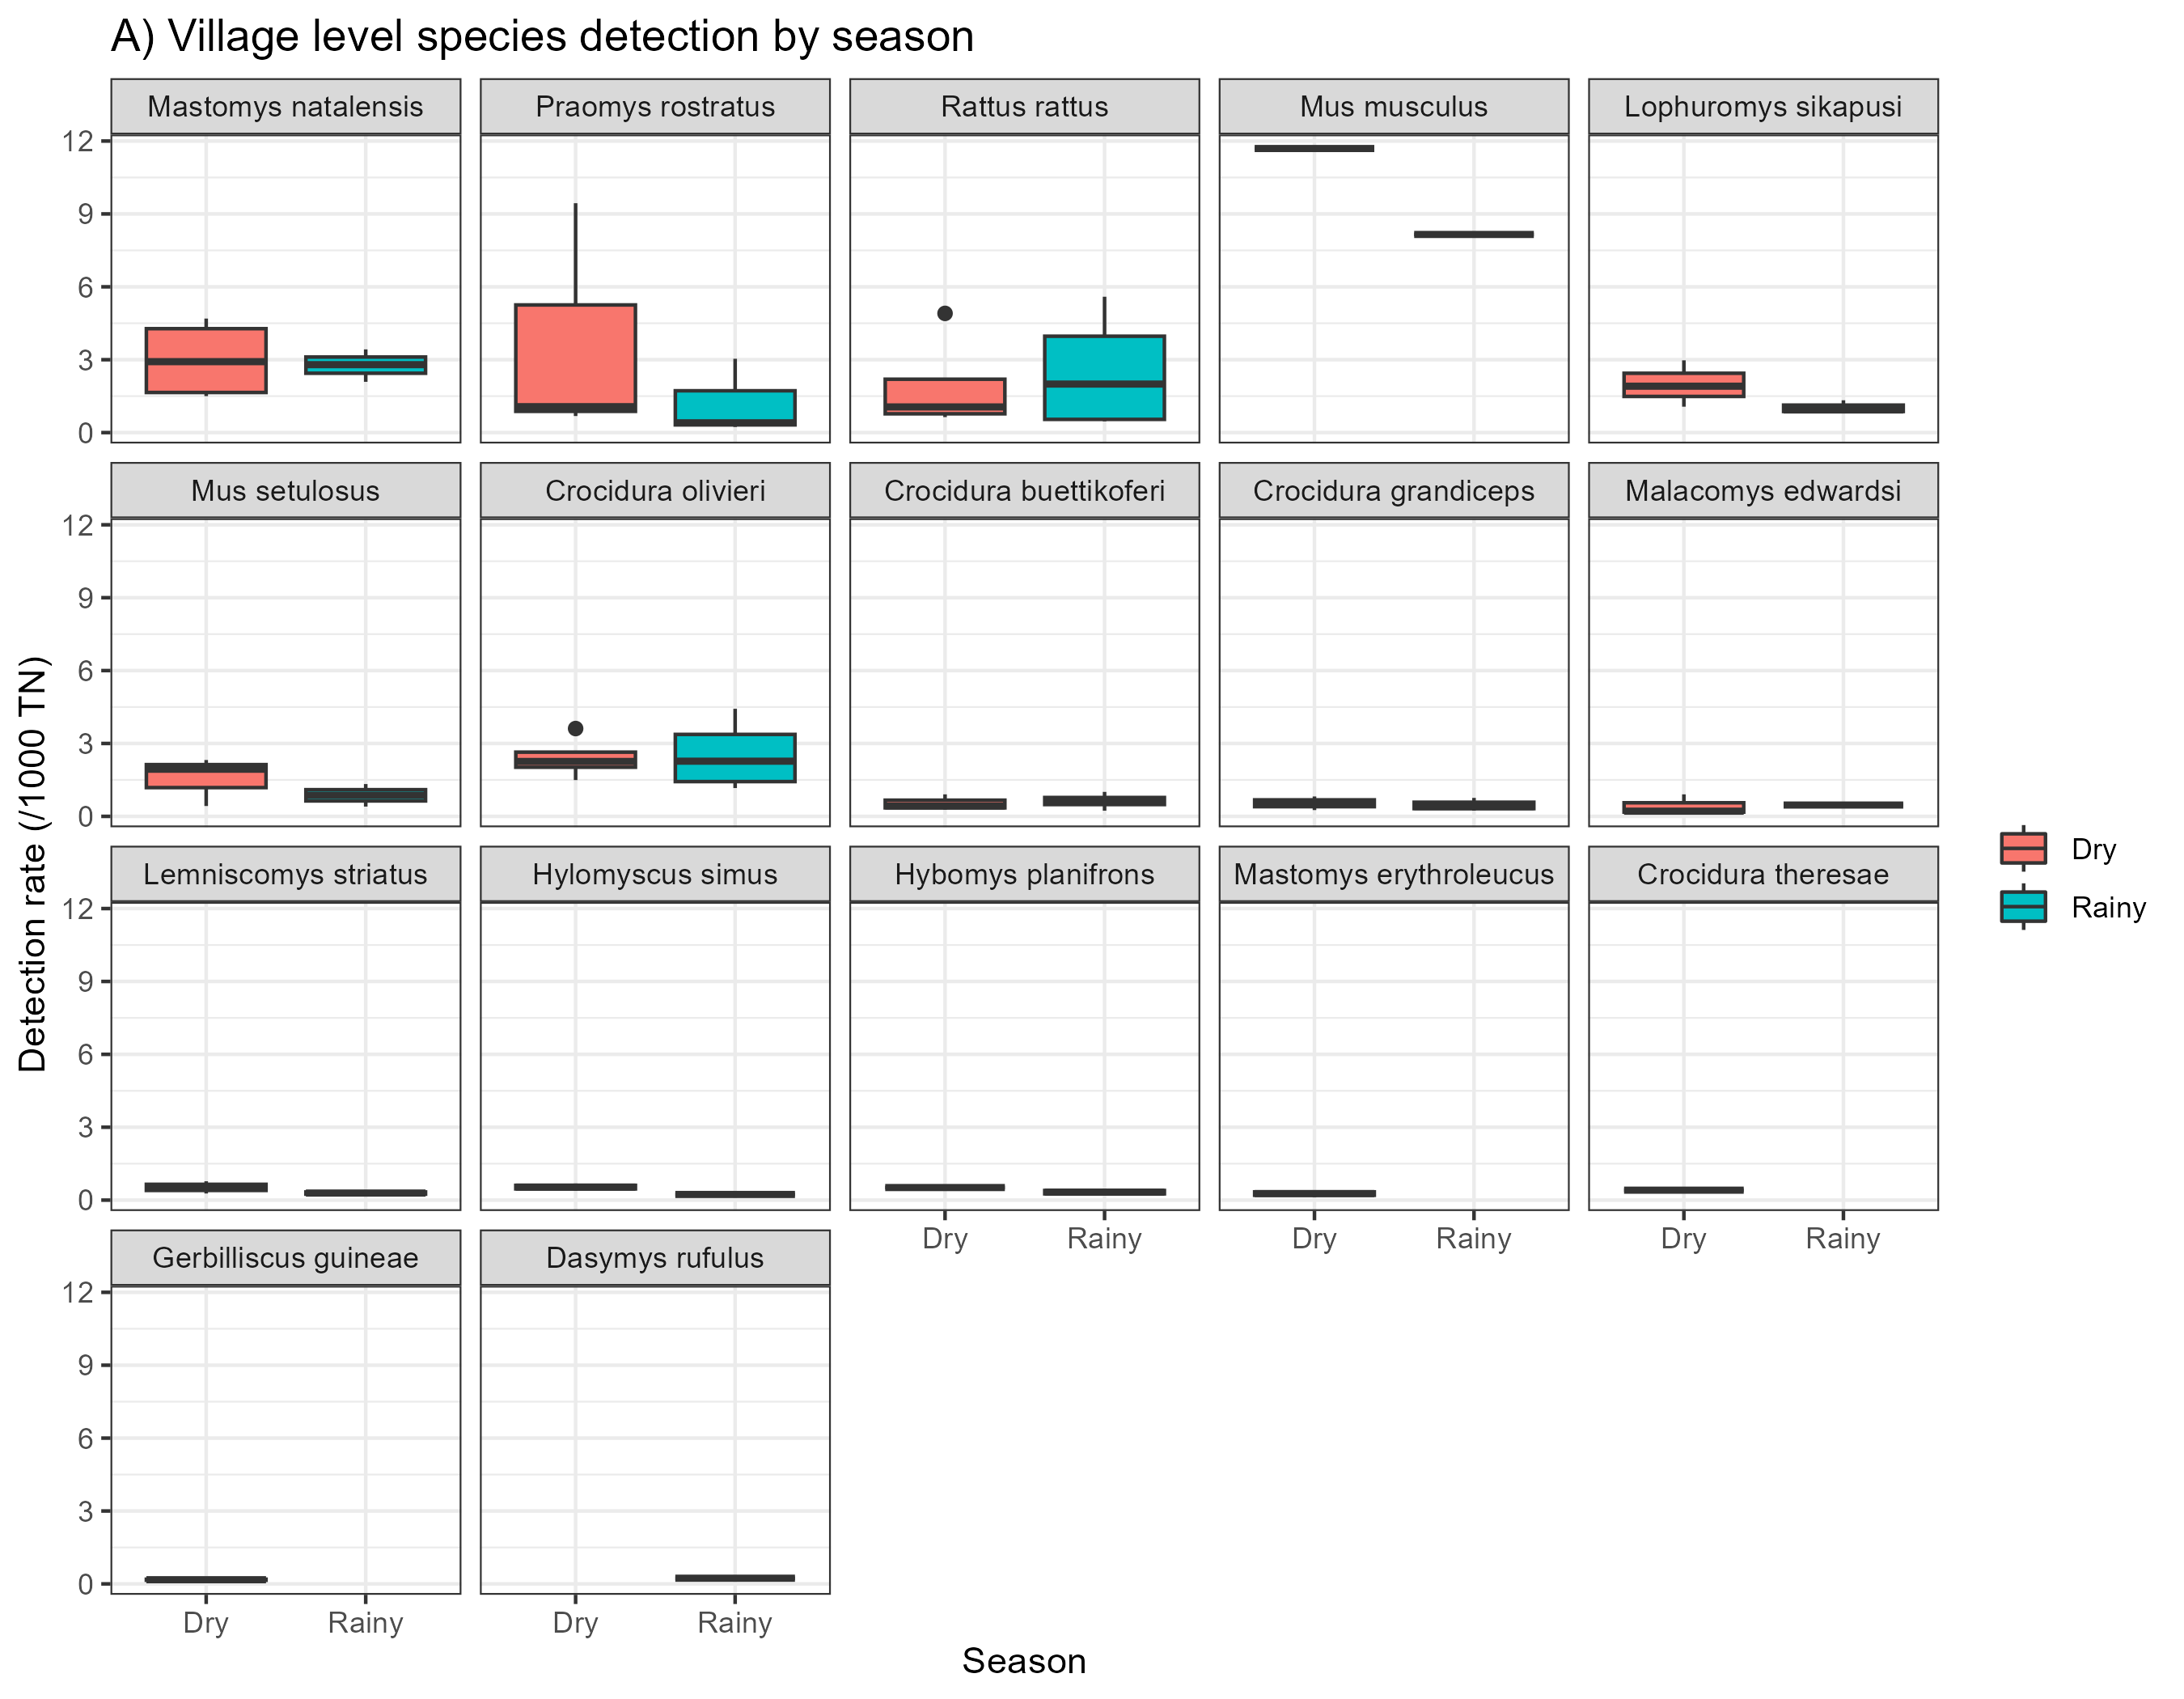 A) Village level species detection by season
Mastomys natalensis
Praomys rostratus
Rattus rattus
Mus musculus
Lophuromys sikapusi
12
9
6
3
0
Mus setulosus
Crocidura olivieri
Crocidura buettikoferi
Crocidura grandiceps
Malacomys edwardsi
12
9
6
3
0
Detection rate (/1000 TN)
Dry
Rainy
Lemniscomys striatus
Hylomyscus simus
Hybomys planifrons
Mastomys erythroleucus
Crocidura theresae
12
9
6
3
0
Dry Rainy
Dry Rainy
Dry Rainy
Gerbilliscus guineae
Dasymys rufulus
12
9
6
3
0
Dry Rainy
Dry Rainy
Season